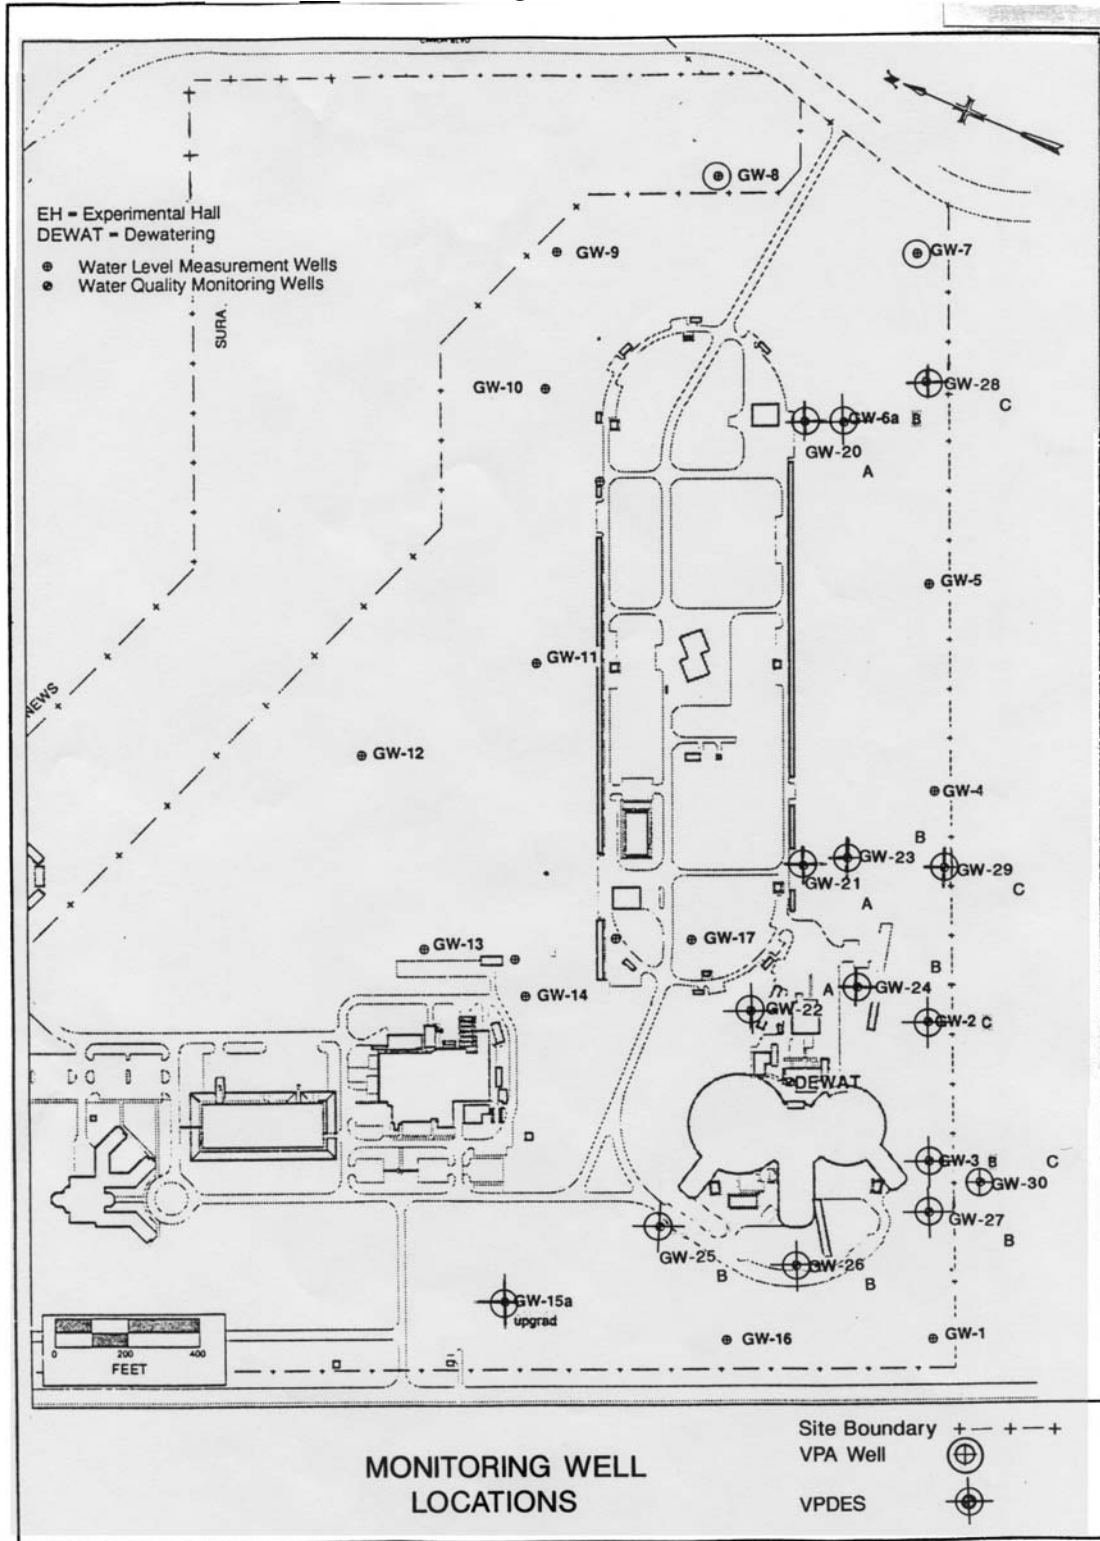 EH = Experimental Hall
DEWAT = Dewatering
Water Level Measurement Wells
Water Quality Monitoring Wells
SURA
NEWS
GW-8
GW-9
GW-7
GW-10
GW-28
C
GW-6a B
GW-20
A
GW-5
GW-11
GW-12
GW-4
B
GW-23
GW-29
GW-21
A
C
GW-13
GW-17
B
GW-14
A
GW-24
GW-22
GW-2 C
DEWAT
GW-3 B
C
GW-30
GW-27
B
GW-25
B
GW-26
B
GW-15a
upgrad
GW-16
GW-1
0 200 400
FEET
MONITORING WELL
LOCATIONS
Site Boundary
VPA Well
VPDES